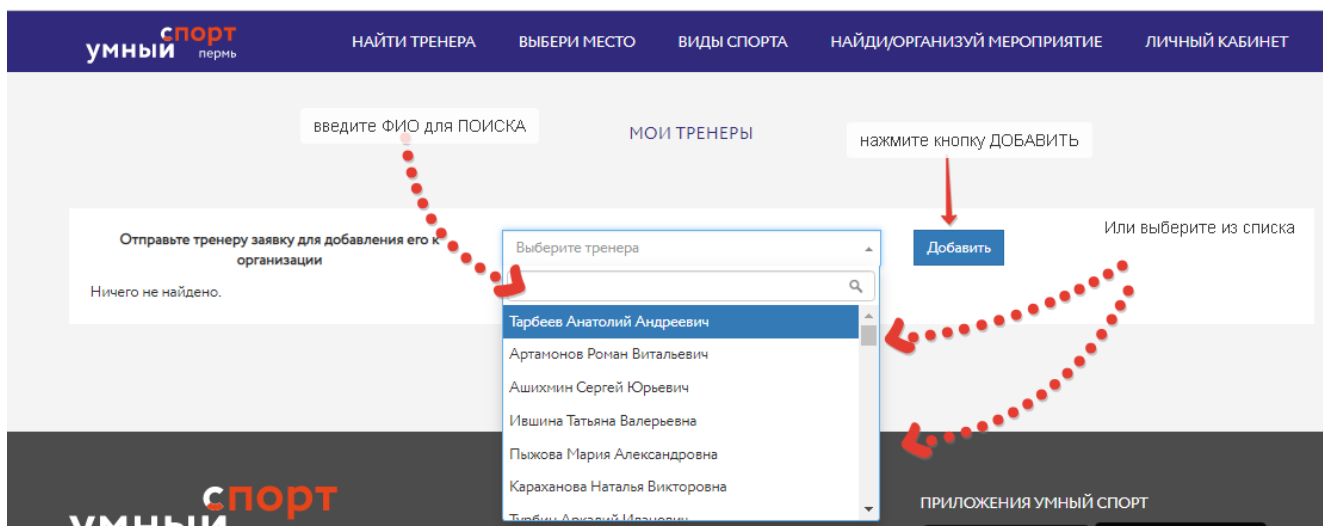 спорт
умный пермь
НАЙТИ ТРЕНЕРА
ВЫБЕРИ МЕСТО
ВИДЫ СПОРТА
НАЙДИ/ОРГАНИЗУЙ МЕРОПРИЯТИЕ
ЛИЧНЫЙ КАБИНЕТ
введите ФИО для ПОИСКА
МОИ ТРЕНЕРЫ
нажмите кнопку ДОБАВИТЬ
Или выберите из списка
Отправьте тренеру заявку для добавления его к
организации
Выберите тренера
Добавить
Ничего не найдено.
Тарбеев Анатолий Андреевич
Артамонов Роман Витальевич
Ашихмин Сергей Юрьевич
Ившина Татьяна Валерьевна
Пыжова Мария Александровна
Караханова Наталья Викторовна
Турбин Аркадий Иванович
спорт
умный
ПРИЛОЖЕНИЯ УМНЫЙ СПОРТ